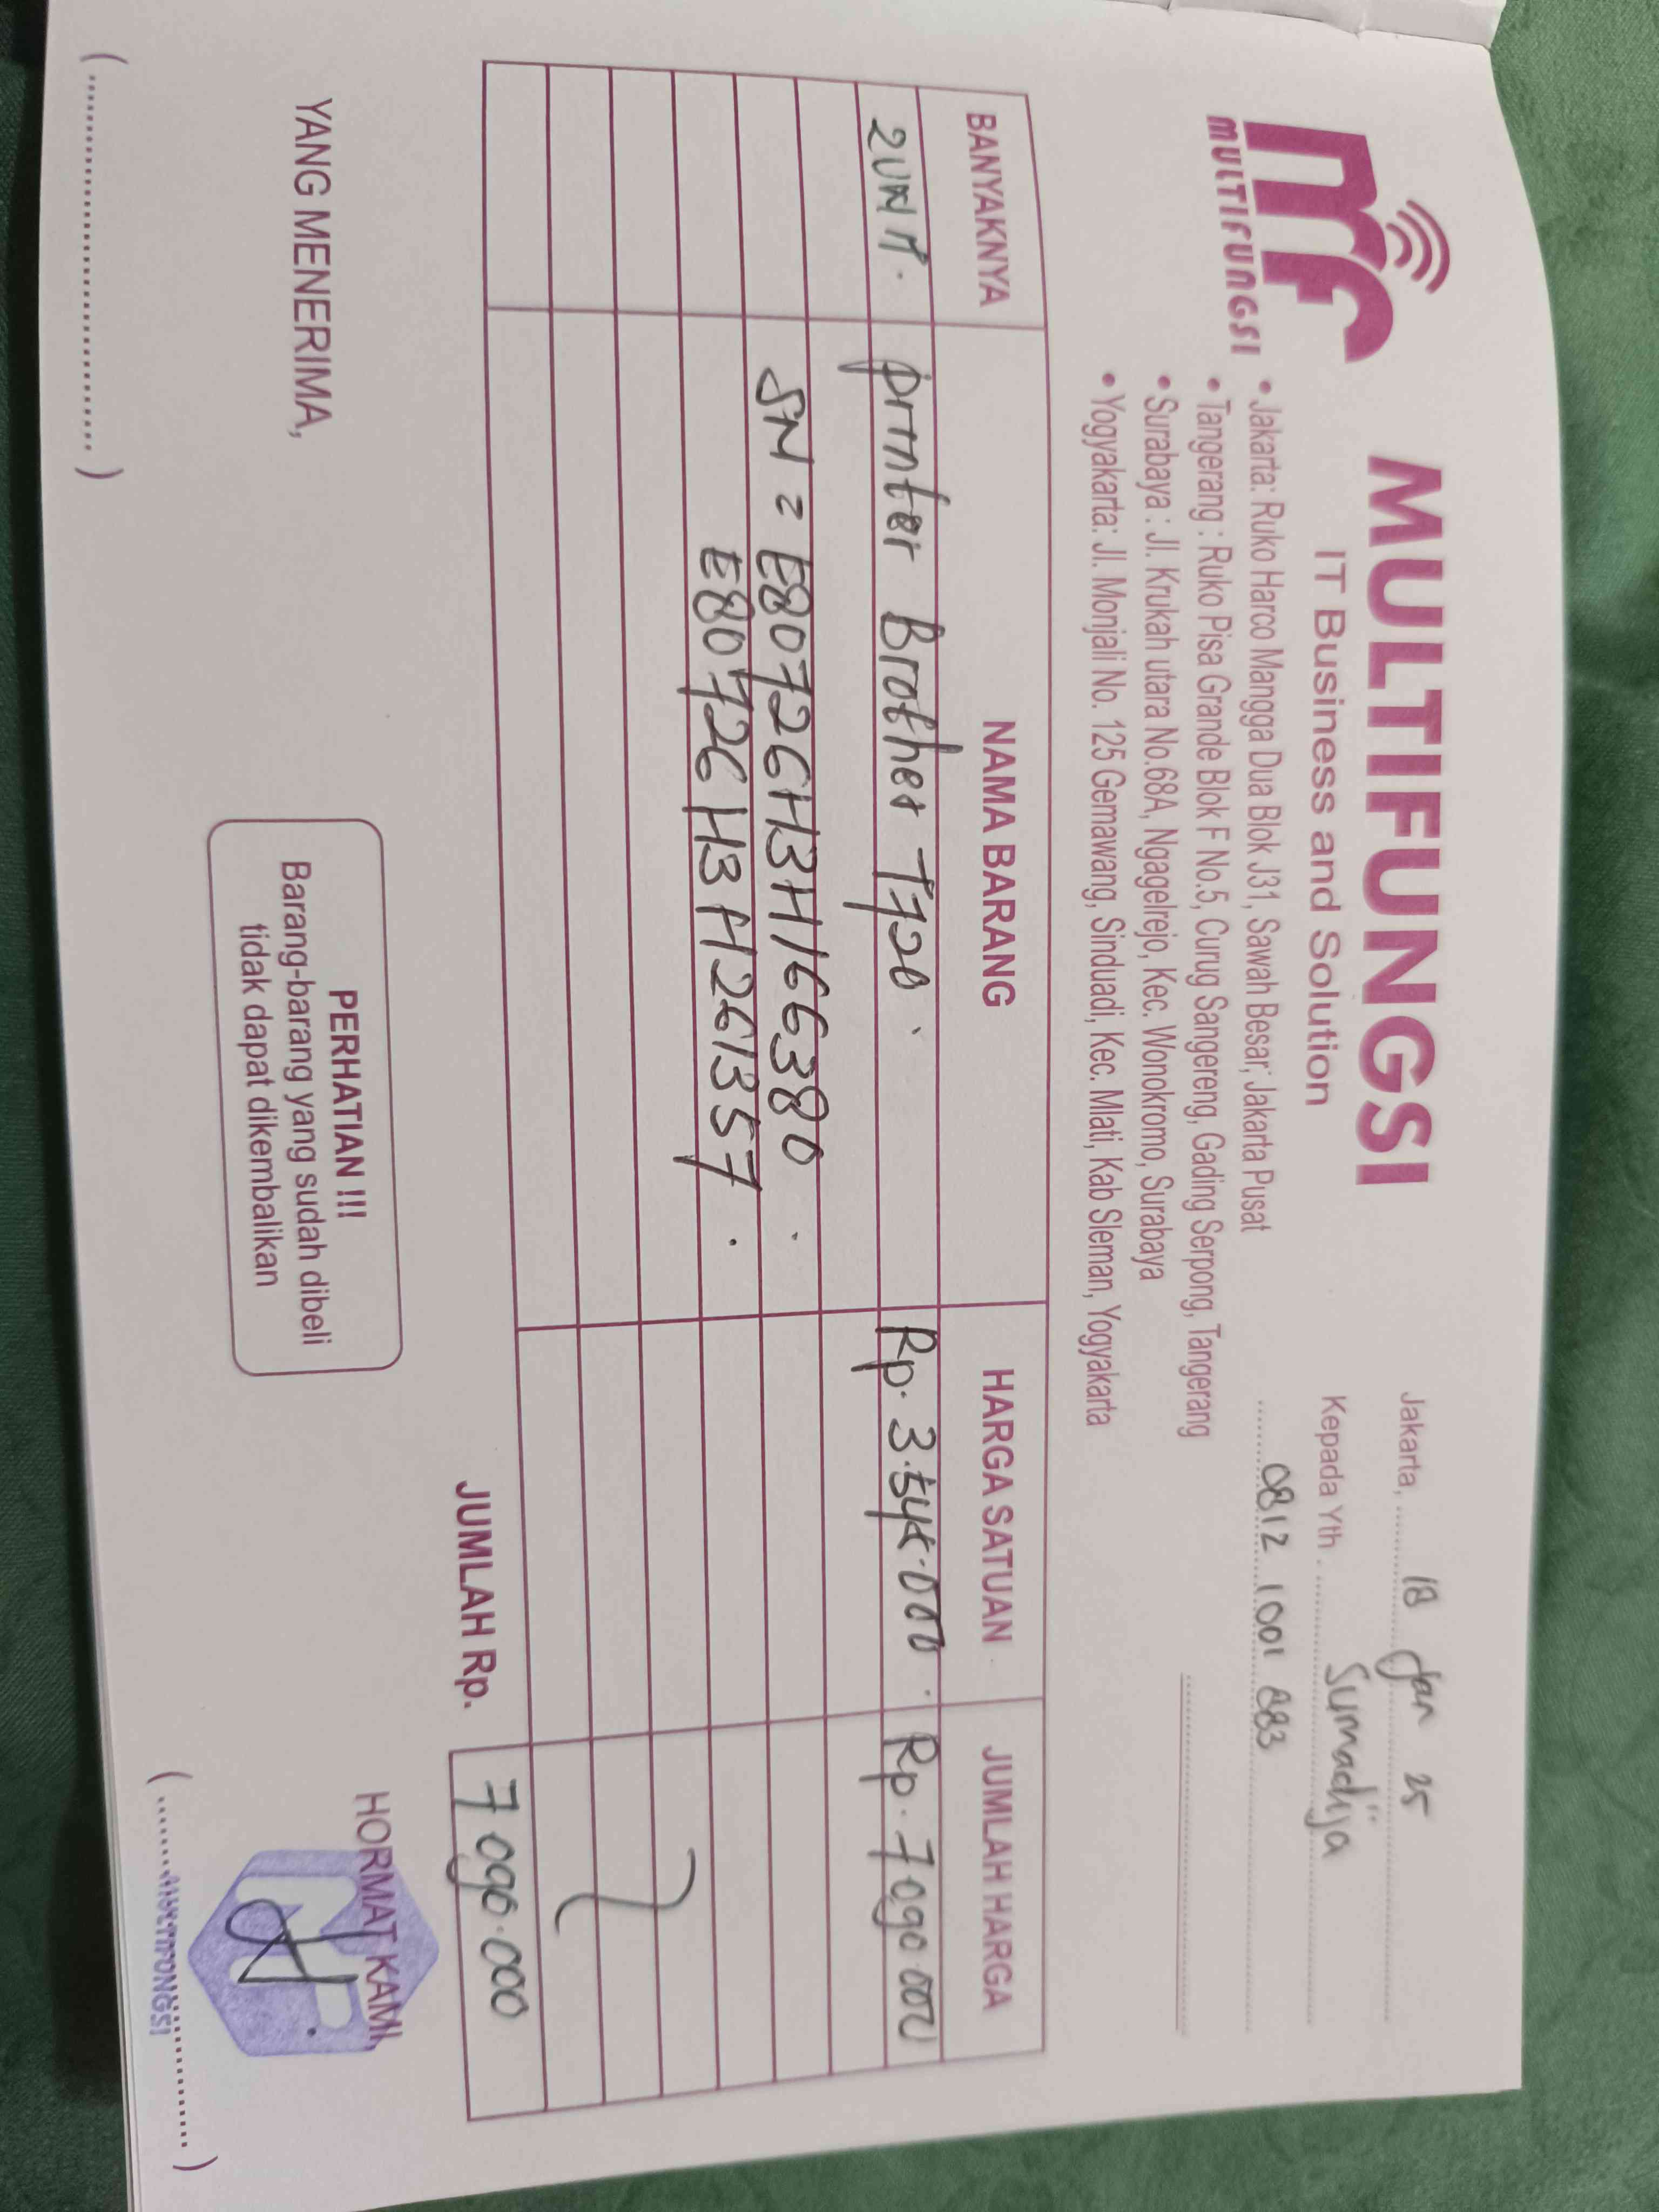 MULTIFUNGSI
MULTIFUNGSI
IT Business and Solution
• Jakarta: Ruko Harco Mangga Dua Blok J31, Sawah Besar, Jakarta Pusat
• Tangerang : Ruko Pisa Grande Blok F No.5, Curug Sangereng, Gading Serpong, Tangerang
• Surabaya : Jl. Krukah utara No.68A, Ngagelrejo, Kec. Wonokromo, Surabaya
• Yogyakarta: Jl. Monjali No. 125 Gemawang, Sinduadi, Kec. Mlati, Kab Sleman, Yogyakarta
Jakarta, 18 Jan 25
Kepada Yth. Sumadija
0812 1001 883
BANYAKNYA NAMA BARANG HARGA SATUAN JUMLAH HARGA
2 unit. printer Brother T720 Rp. 3.545.000 Rp. 7.090.000
SN = E80726H3H166380
E80726H3H261357
JUMLAH Rp. 7.090.000
YANG MENERIMA,
PERHATIAN !!!
Barang-barang yang sudah dibeli
tidak dapat dikembalikan
HORMAT KAMI,
MULTIFUNGSI